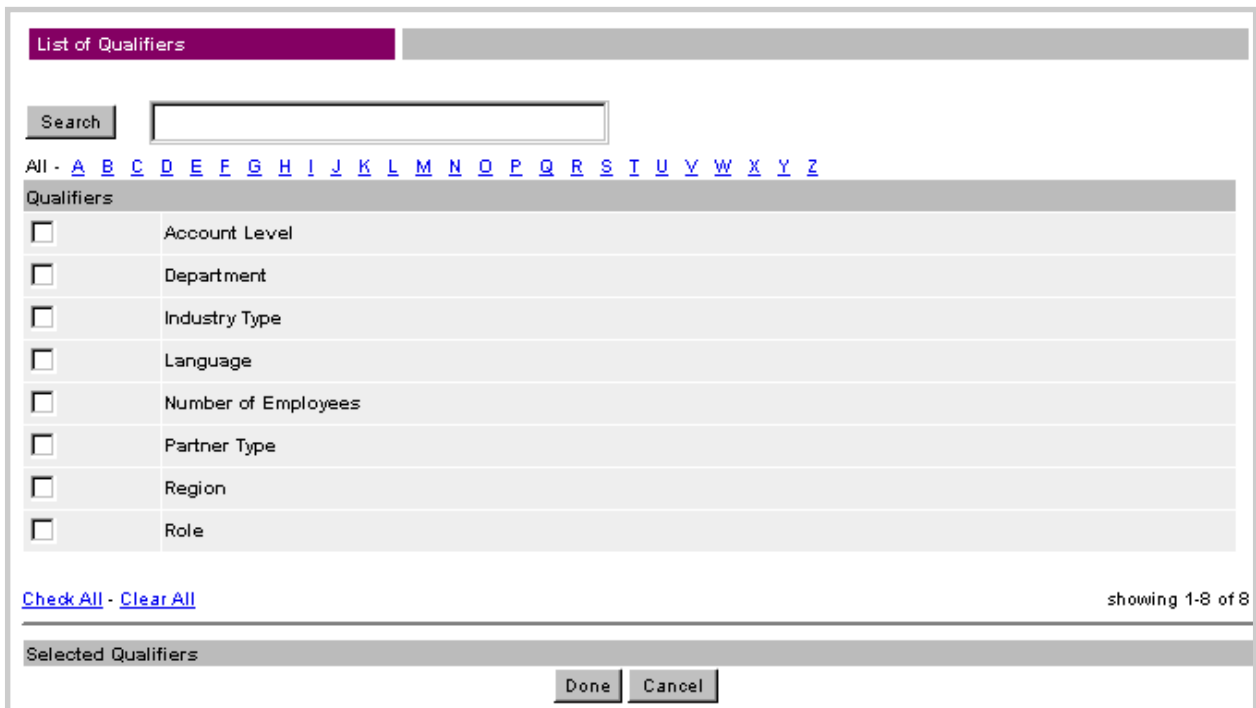 List of Qualifiers
Search
All - A B C D E F G H I J K L M N O P Q R S T U V W X Y Z
Qualifiers
Account Level
Department
Industry Type
Language
Number of Employees
Partner Type
Region
Role
Check All - Clear All showing 1-8 of 8
Selected Qualifiers
Done Cancel